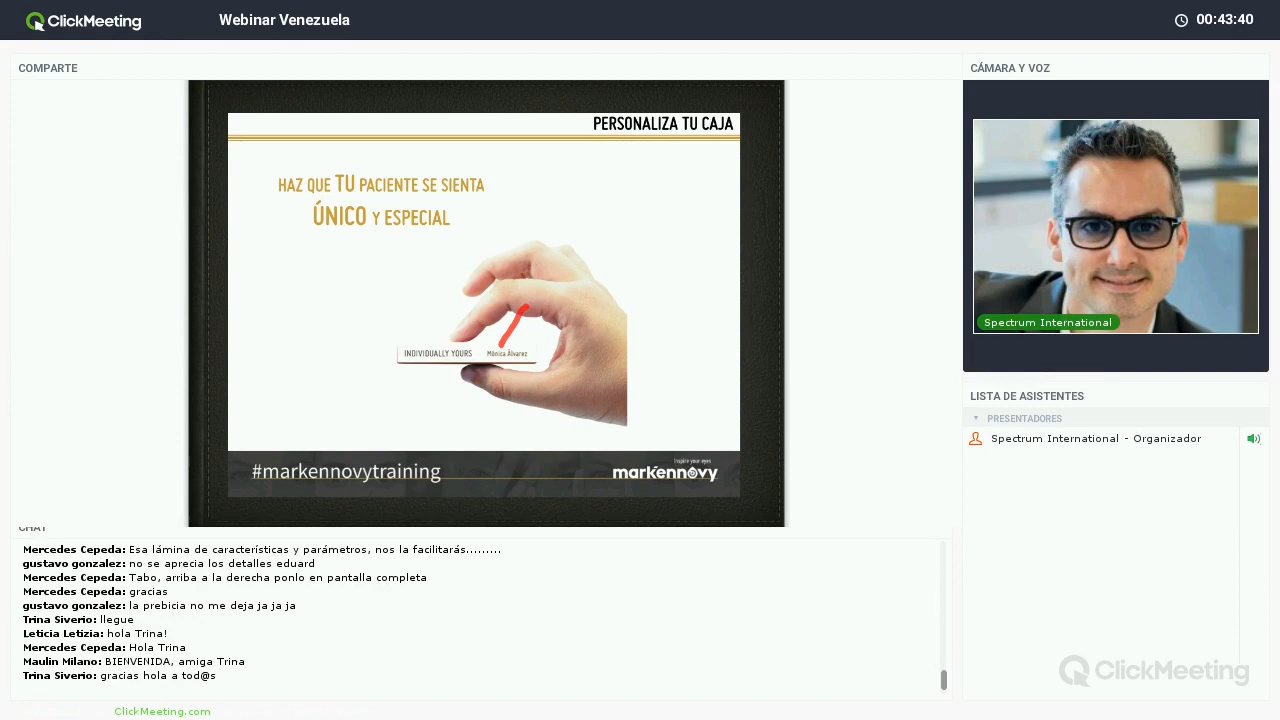 ClickMeeting
Webinar Venezuela
00:43:40
COMPARTE
PERSONALIZA TU CAJA
HAZ QUE TU PACIENTE SE SIENTA
ÚNICO Y ESPECIAL
INDIVIDUALLY YOURS Mónica Álvarez
#markennovytraining
Inspire your eyes
markennovy
CÁMARA Y VOZ
Spectrum International
LISTA DE ASISTENTES
PRESENTADORES
Spectrum International - Organizador
CHAT
Mercedes Cepeda: Esa lámina de características y parámetros, nos la facilitarás.........
gustavo gonzalez: no se aprecia los detalles eduard
Mercedes Cepeda: Tabo, arriba a la derecha ponlo en pantalla completa
Mercedes Cepeda: gracias
gustavo gonzalez: la prebicia no me deja ja ja ja
Trina Siverio: llegue
Leticia Letizia: hola Trina!
Mercedes Cepeda: Hola Trina
Maulin Milano: BIENVENIDA, amiga Trina
Trina Siverio: gracias hola a tod@s
ClickMeeting
ClickMeeting.com